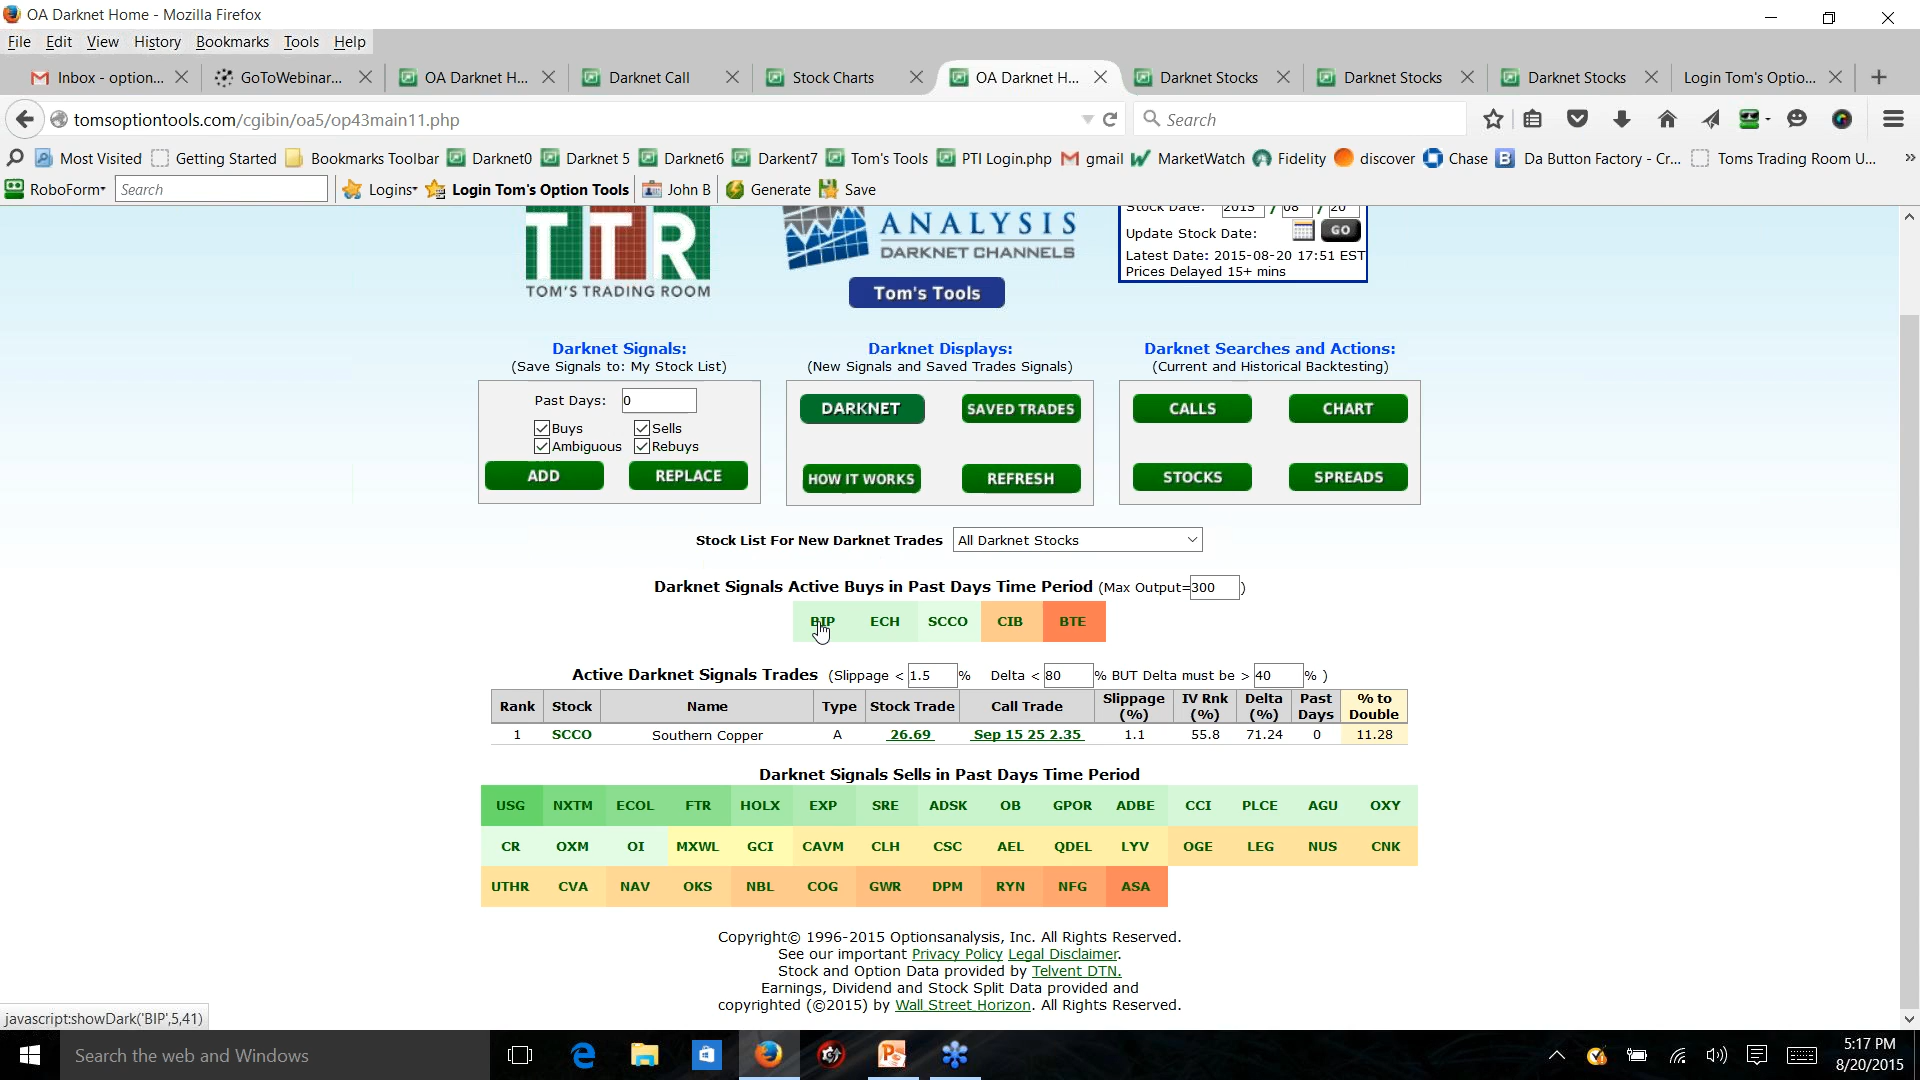 OA Darknet Home - Mozilla Firefox
File Edit View History Bookmarks Tools Help
Inbox - option... GoToWebinar... OA Darknet H... Darknet Call Stock Charts OA Darknet H... Darknet Stocks Darknet Stocks Darknet Stocks Login Tom's Optio...
tomsoptiontools.com/cgibin/oa5/op43main11.php Search
Most Visited Getting Started Bookmarks Toolbar Darknet0 Darknet 5 Darknet6 Darkent7 Tom's Tools PTI Login.php gmail MarketWatch Fidelity discover Chase Da Button Factory - Cr... Toms Trading Room U... »
RoboForm Search Logins Login Tom's Option Tools John B Generate Save
TTR
TOM'S TRADING ROOM
ANALYSIS
DARKNET CHANNELS
Tom's Tools
Stock Date: 2015 / 08 / 20
Update Stock Date: GO
Latest Date: 2015-08-20 17:51 EST
Prices Delayed 15+ mins
Darknet Signals:
(Save Signals to: My Stock List)
Past Days: 0
Buys Sells
Ambiguous Rebuys
ADD REPLACE
Darknet Displays:
(New Signals and Saved Trades Signals)
DARKNET SAVED TRADES
HOW IT WORKS REFRESH
Darknet Searches and Actions:
(Current and Historical Backtesting)
CALLS CHART
STOCKS SPREADS
Stock List For New Darknet Trades All Darknet Stocks
Darknet Signals Active Buys in Past Days Time Period (Max Output=300)
BIP ECH SCCO CIB BTE
Active Darknet Signals Trades (Slippage < 1.5 % Delta < 80 % BUT Delta must be > 40 % )
Rank Stock Name Type Stock Trade Call Trade Slippage (%) IV Rnk (%) Delta (%) Past Days % to Double
1 SCCO Southern Copper A 26.69 Sep 15 25 2.35 1.1 55.8 71.24 0 11.28
Darknet Signals Sells in Past Days Time Period
USG NXTM ECOL FTR HOLX EXP SRE ADSK OB GPOR ADBE CCI PLCE AGU OXY
CR OXM OI MXWL GCI CAVM CLH CSC AEL QDEL LYV OGE LEG NUS CNK
UTHR CVA NAV OKS NBL COG GWR DPM RYN NFG ASA
Copyright© 1996-2015 Optionsanalysis, Inc. All Rights Reserved.
See our important Privacy Policy Legal Disclaimer.
Stock and Option Data provided by Telvent DTN.
Earnings, Dividend and Stock Split Data provided and
copyrighted (©2015) by Wall Street Horizon. All Rights Reserved.
javascript:showDark('BIP',5,41)
Search the web and Windows
5:17 PM
8/20/2015